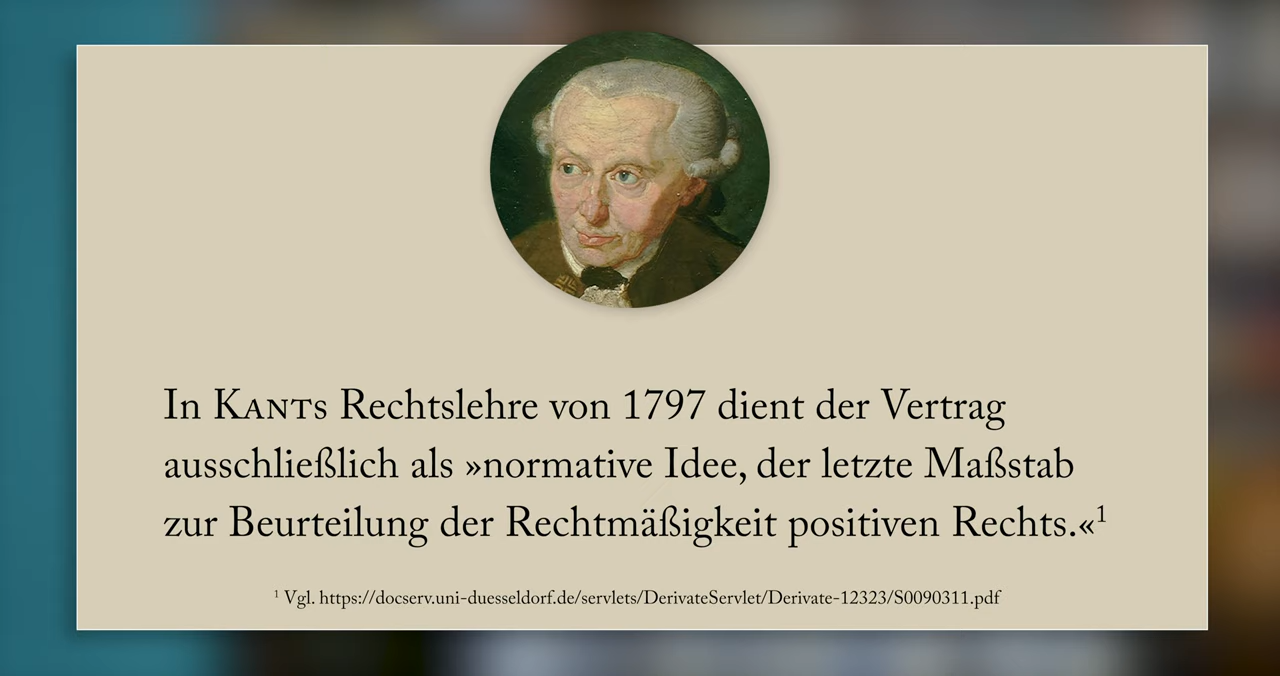 In Kants Rechtslehre von 1797 dient der Vertrag
ausschließlich als »normative Idee, der letzte Maßstab
zur Beurteilung der Rechtmäßigkeit positiven Rechts.«¹
¹ Vgl. https://docserv.uni-duesseldorf.de/servlets/DerivateServlet/Derivate-12323/S0090311.pdf